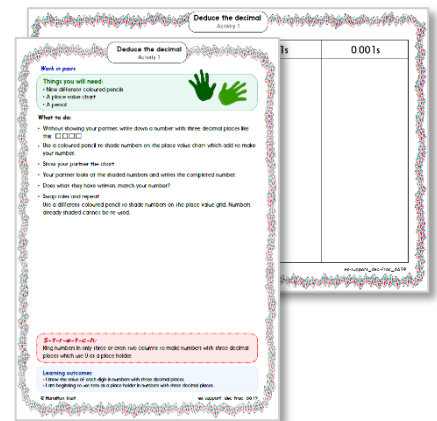 Deduce the decimal
Activity 1
1s
0.001s
ea-support_dec-frac_6619
Deduce the decimal
Activity 1
Work in pairs
Things you will need:
• Nine different coloured pencils
• A place value chart
• A pencil
What to do:
• Without showing your partner, write down a number with three decimal places like
this
• Use a coloured pencil to shade numbers on the place value chart which add to make
your number.
• Show your partner the chart
• Your partner looks at the shaded numbers and writes the completed number.
• Does what they have written, match your number?
• Swap roles and repeat
Use a different coloured pencil to shade numbers on the place value grid. Numbers
already shaded cannot be re-used.
S-t-r-e-t-c-h:
Ring numbers in only three or even two columns to make numbers with three decimal
places which use 0 as a place holder.
Learning outcomes:
• I know the value of each digit in numbers with three decimal places.
• I am beginning to use zero as a place holder in numbers with three decimal places
© Hamilton Trust
ea-support_dec-frac_6619